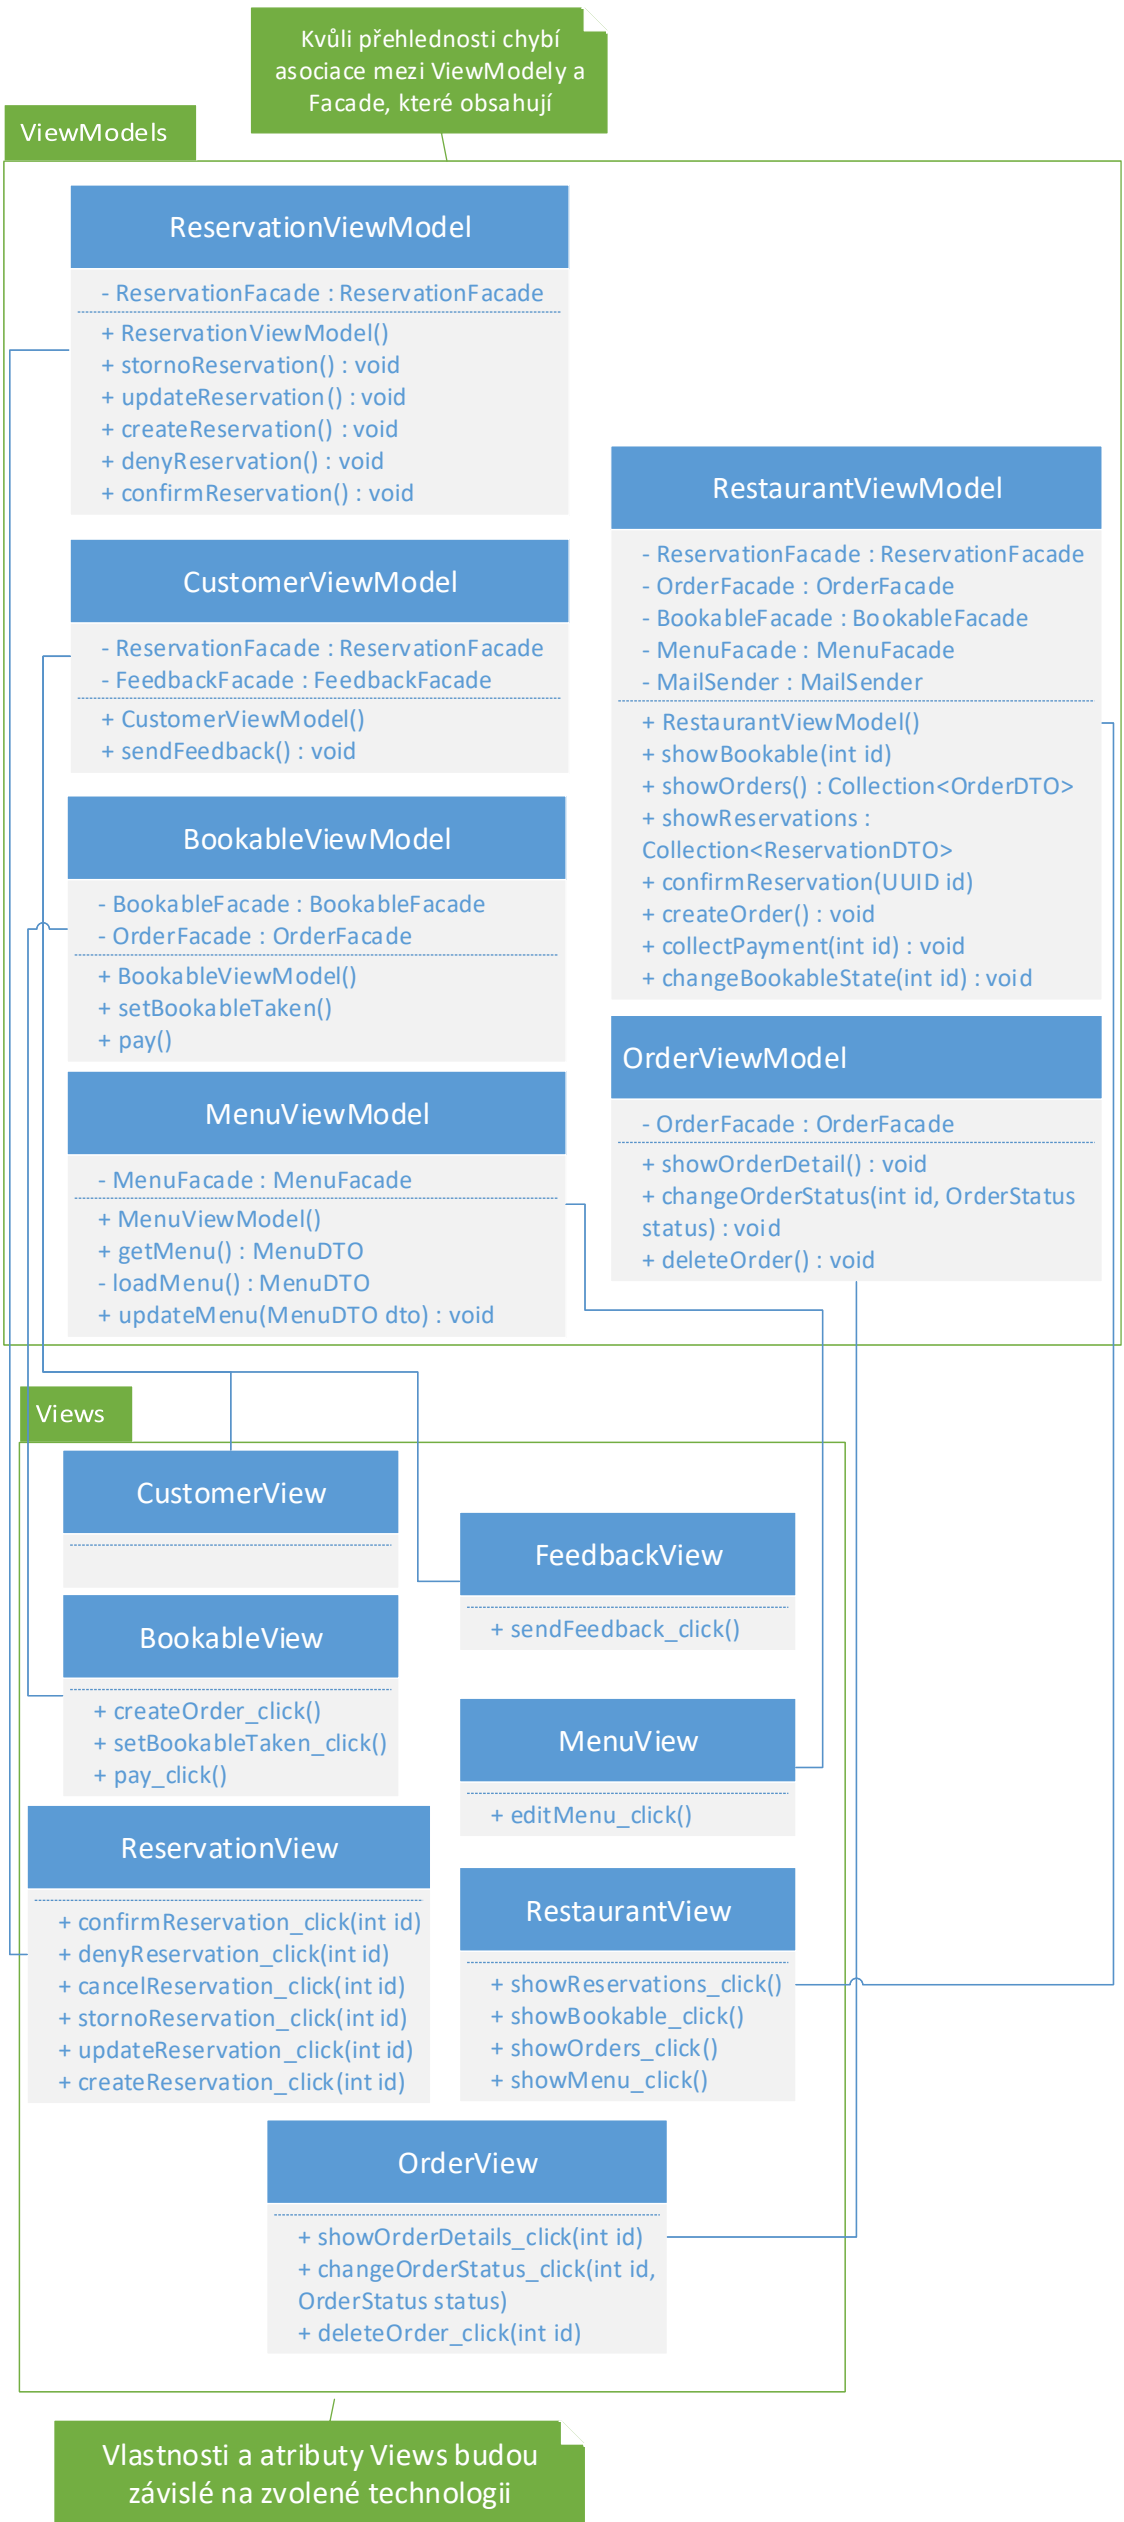 Kvůli přehlednosti chybí
asociace mezi ViewModely a
Facade, které obsahují
ViewModels
ReservationViewModel
- ReservationFacade : ReservationFacade
+ ReservationViewModel()
+ stornoReservation() : void
+ updateReservation() : void
+ createReservation() : void
+ denyReservation() : void
+ confirmReservation() : void
CustomerViewModel
- ReservationFacade : ReservationFacade
- FeedbackFacade : FeedbackFacade
+ CustomerViewModel()
+ sendFeedback() : void
BookableViewModel
- BookableFacade : BookableFacade
- OrderFacade : OrderFacade
+ BookableViewModel()
+ setBookableTaken()
+ pay()
MenuViewModel
- MenuFacade : MenuFacade
+ MenuViewModel()
+ getMenu() : MenuDTO
- loadMenu() : MenuDTO
+ updateMenu(MenuDTO dto) : void
RestaurantViewModel
- ReservationFacade : ReservationFacade
- OrderFacade : OrderFacade
- BookableFacade : BookableFacade
- MenuFacade : MenuFacade
- MailSender : MailSender
+ RestaurantViewModel()
+ showBookable(int id)
+ showOrders() : Collection<OrderDTO>
+ showReservations :
Collection<ReservationDTO>
+ confirmReservation(UUID id)
+ createOrder() : void
+ collectPayment(int id) : void
+ changeBookableState(int id) : void
OrderViewModel
- OrderFacade : OrderFacade
+ showOrderDetail() : void
+ changeOrderStatus(int id, OrderStatus
status) : void
+ deleteOrder() : void
Views
CustomerView
FeedbackView
+ sendFeedback_click()
BookableView
+ createOrder_click()
+ setBookableTaken_click()
+ pay_click()
MenuView
+ editMenu_click()
ReservationView
+ confirmReservation_click(int id)
+ denyReservation_click(int id)
+ cancelReservation_click(int id)
+ stornoReservation_click(int id)
+ updateReservation_click(int id)
+ createReservation_click(int id)
RestaurantView
+ showReservations_click()
+ showBookable_click()
+ showOrders_click()
+ showMenu_click()
OrderView
+ showOrderDetails_click(int id)
+ changeOrderStatus_click(int id,
OrderStatus status)
+ deleteOrder_click(int id)
Vlastnosti a atributy Views budou
závislé na zvolené technologii